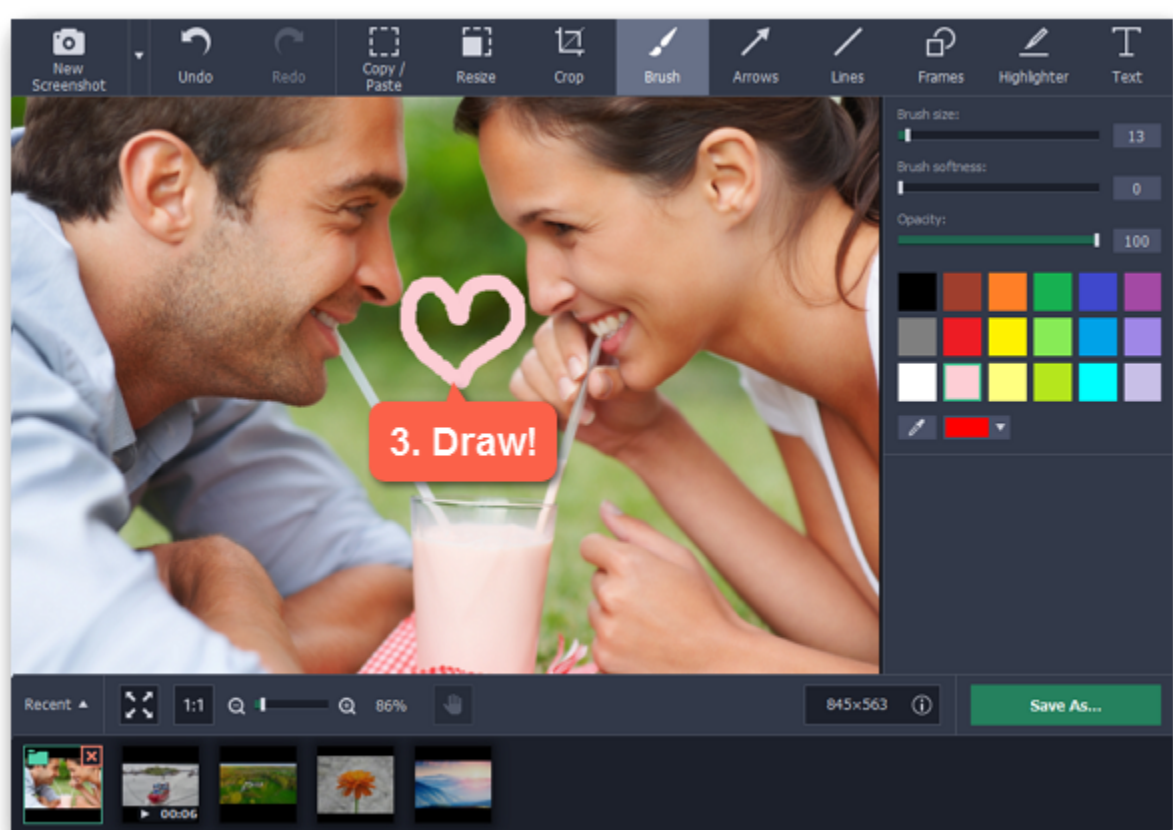 New
Screenshot
Undo
Redo
Copy /
Paste
Resize
Crop
Brush
Arrows
Lines
Frames
Highlighter
Text
Brush size:
13
Brush softness:
0
Opacity:
100
3. Draw!
Recent
1:1
86%
845×563
Save As...
00:06